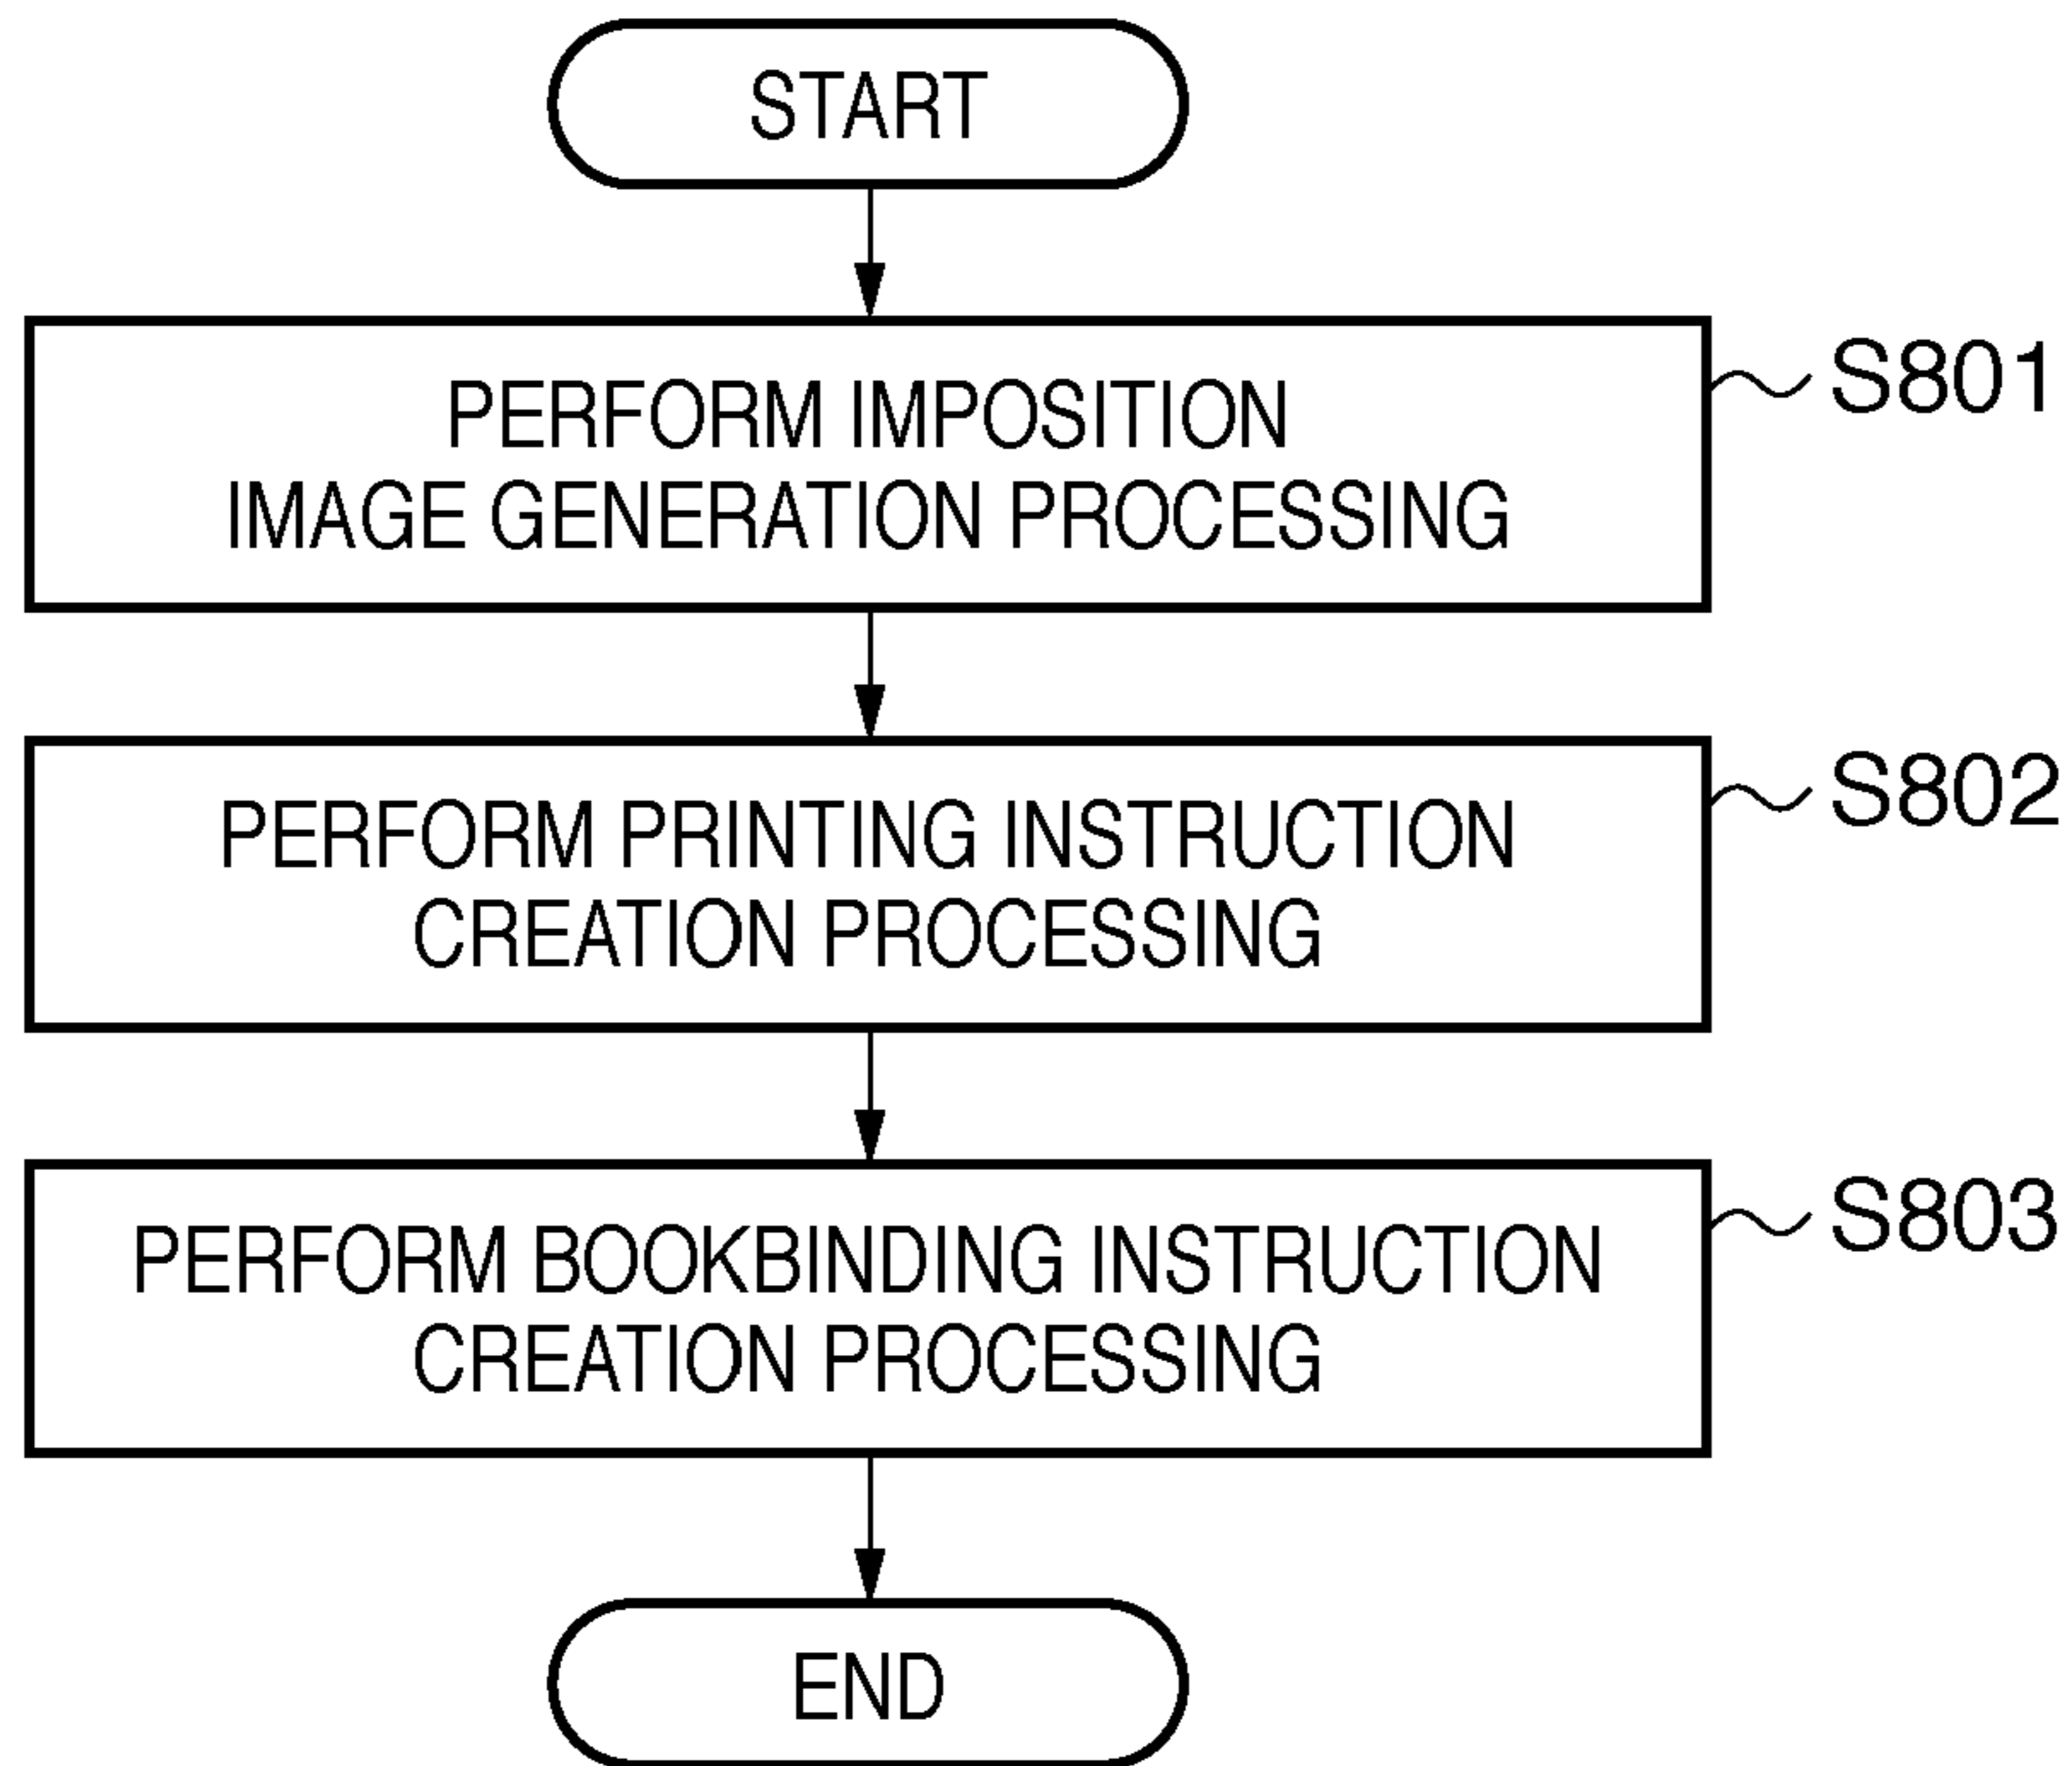 START
PERFORM IMPOSITION
IMAGE GENERATION PROCESSING
S801
PERFORM PRINTING INSTRUCTION
CREATION PROCESSING
S802
PERFORM BOOKBINDING INSTRUCTION
CREATION PROCESSING
S803
END